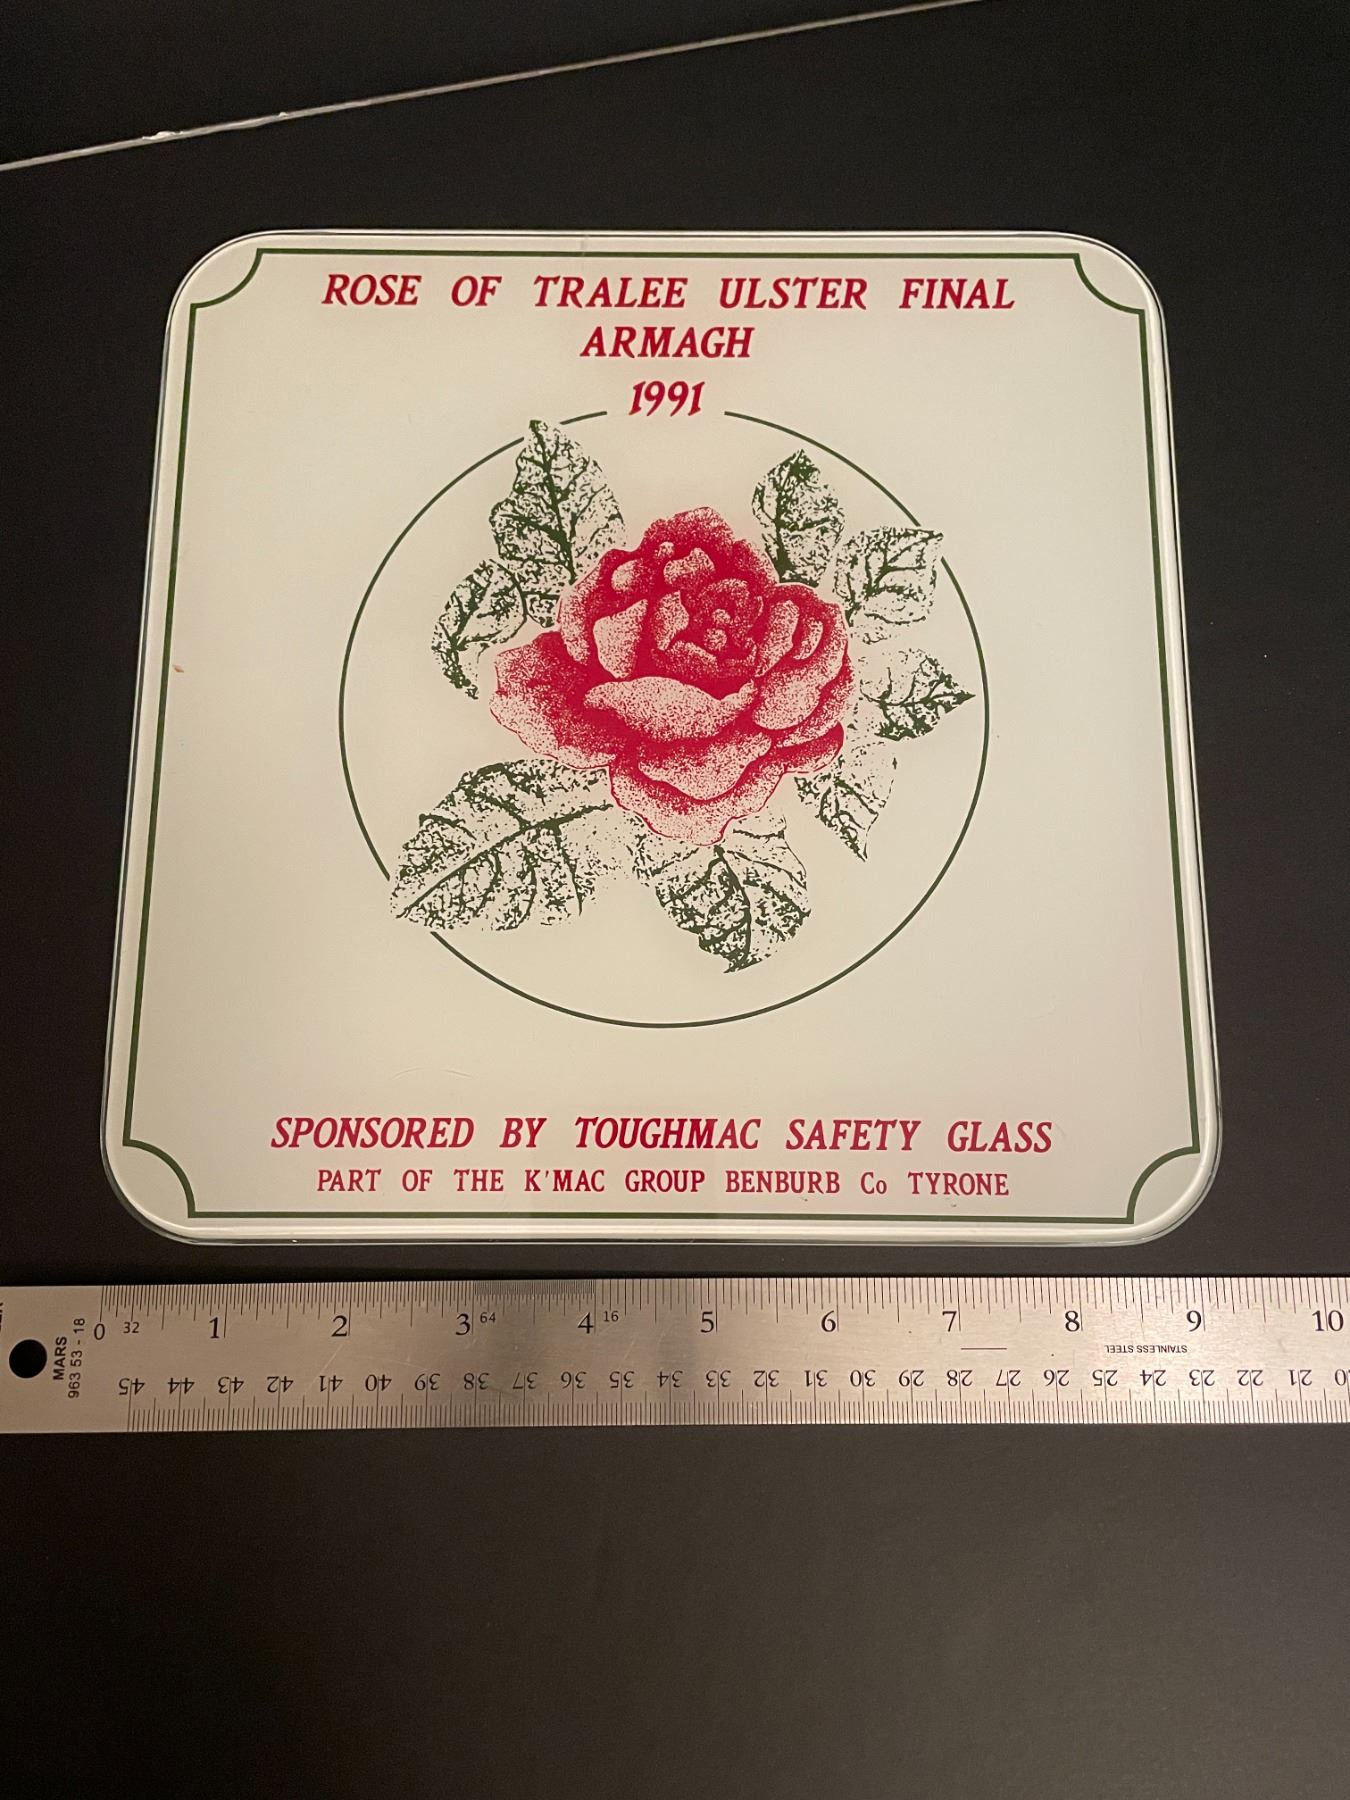 ROSE OF TRALEE ULSTER FINAL
ARMAGH
1991
SPONSORED BY TOUGHMAC SAFETY GLASS
PART OF THE K'MAC GROUP BENBURB Co TYRONE
0 32 1 2 3 64 4 16 5 6 7 8 9 10
MARS
963 53 - 18
STAINLESS STEEL
45 44 43 42 41 40 39 38 37 36 35 34 33 32 31 30 29 28 27 26 25 24 23 22 21